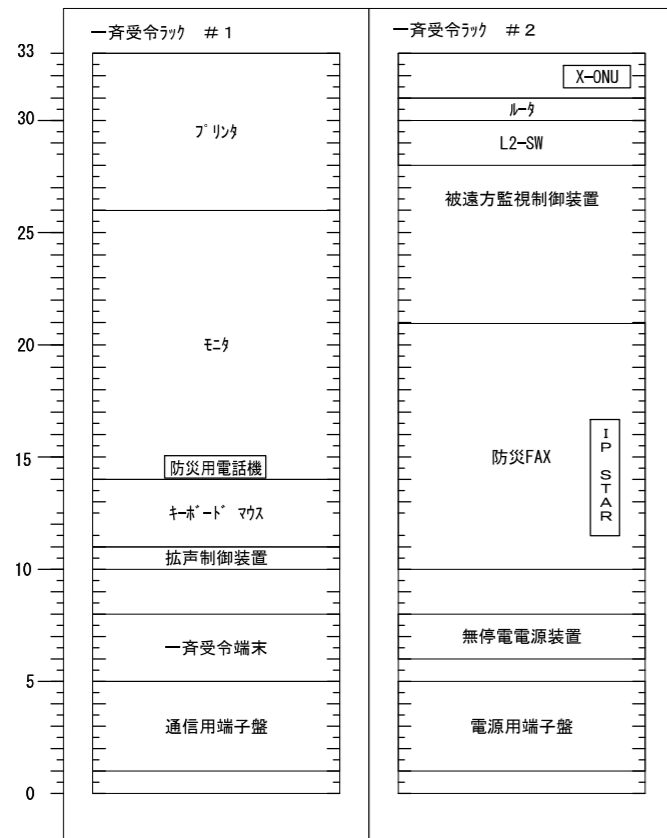 一斉受令ﾗｯｸ ＃１
一斉受令ﾗｯｸ ＃２
33
X-ONU
ﾙｰﾀ
30
ﾌﾟﾘﾝﾀ
L2-SW
被遠方監視制御装置
25
20
ﾓﾆﾀ
15
防災用電話機
防災FAX
IP STAR
ｷｰﾎﾞｰﾄﾞ ﾏｳｽ
拡声制御装置
10
一斉受令端末
無停電電源装置
5
通信用端子盤
電源用端子盤
0